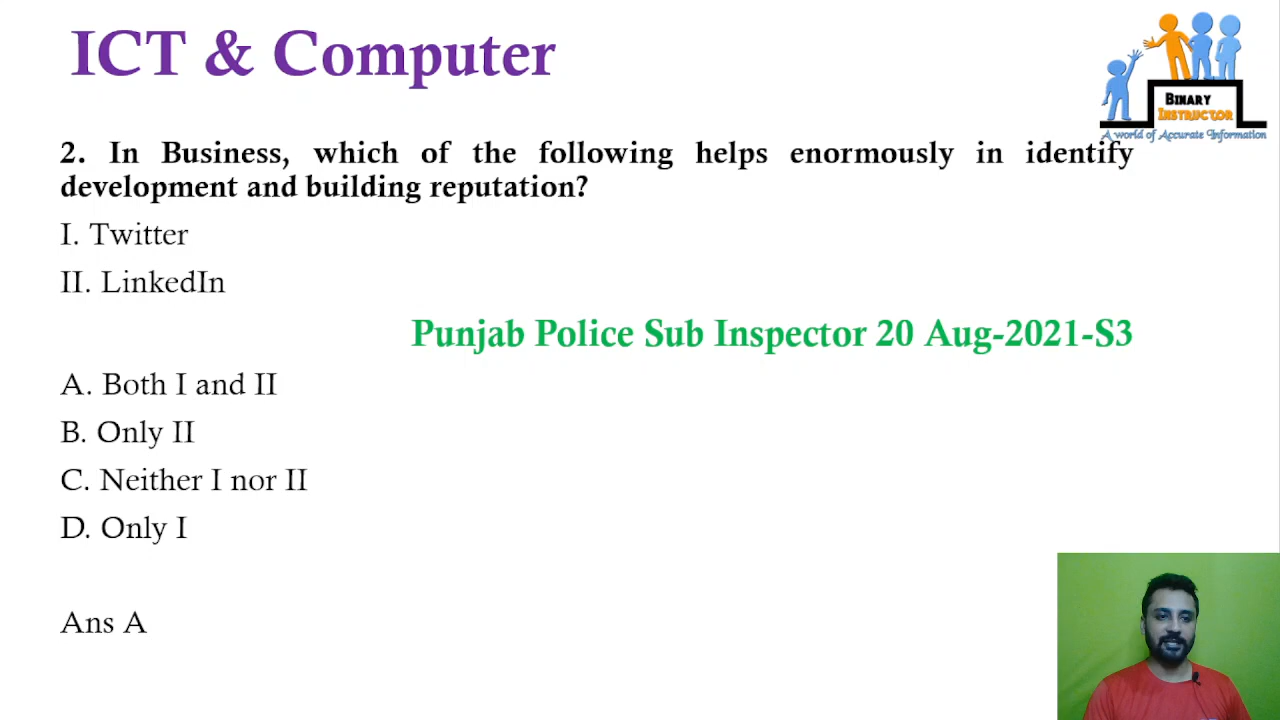 ICT & Computer
BINARY
INSTRUCTOR
A world of Accurate Information
2. In Business, which of the following helps enormously in identify
development and building reputation?
I. Twitter
II. LinkedIn
Punjab Police Sub Inspector 20 Aug-2021-S3
A. Both I and II
B. Only II
C. Neither I nor II
D. Only I
Ans A